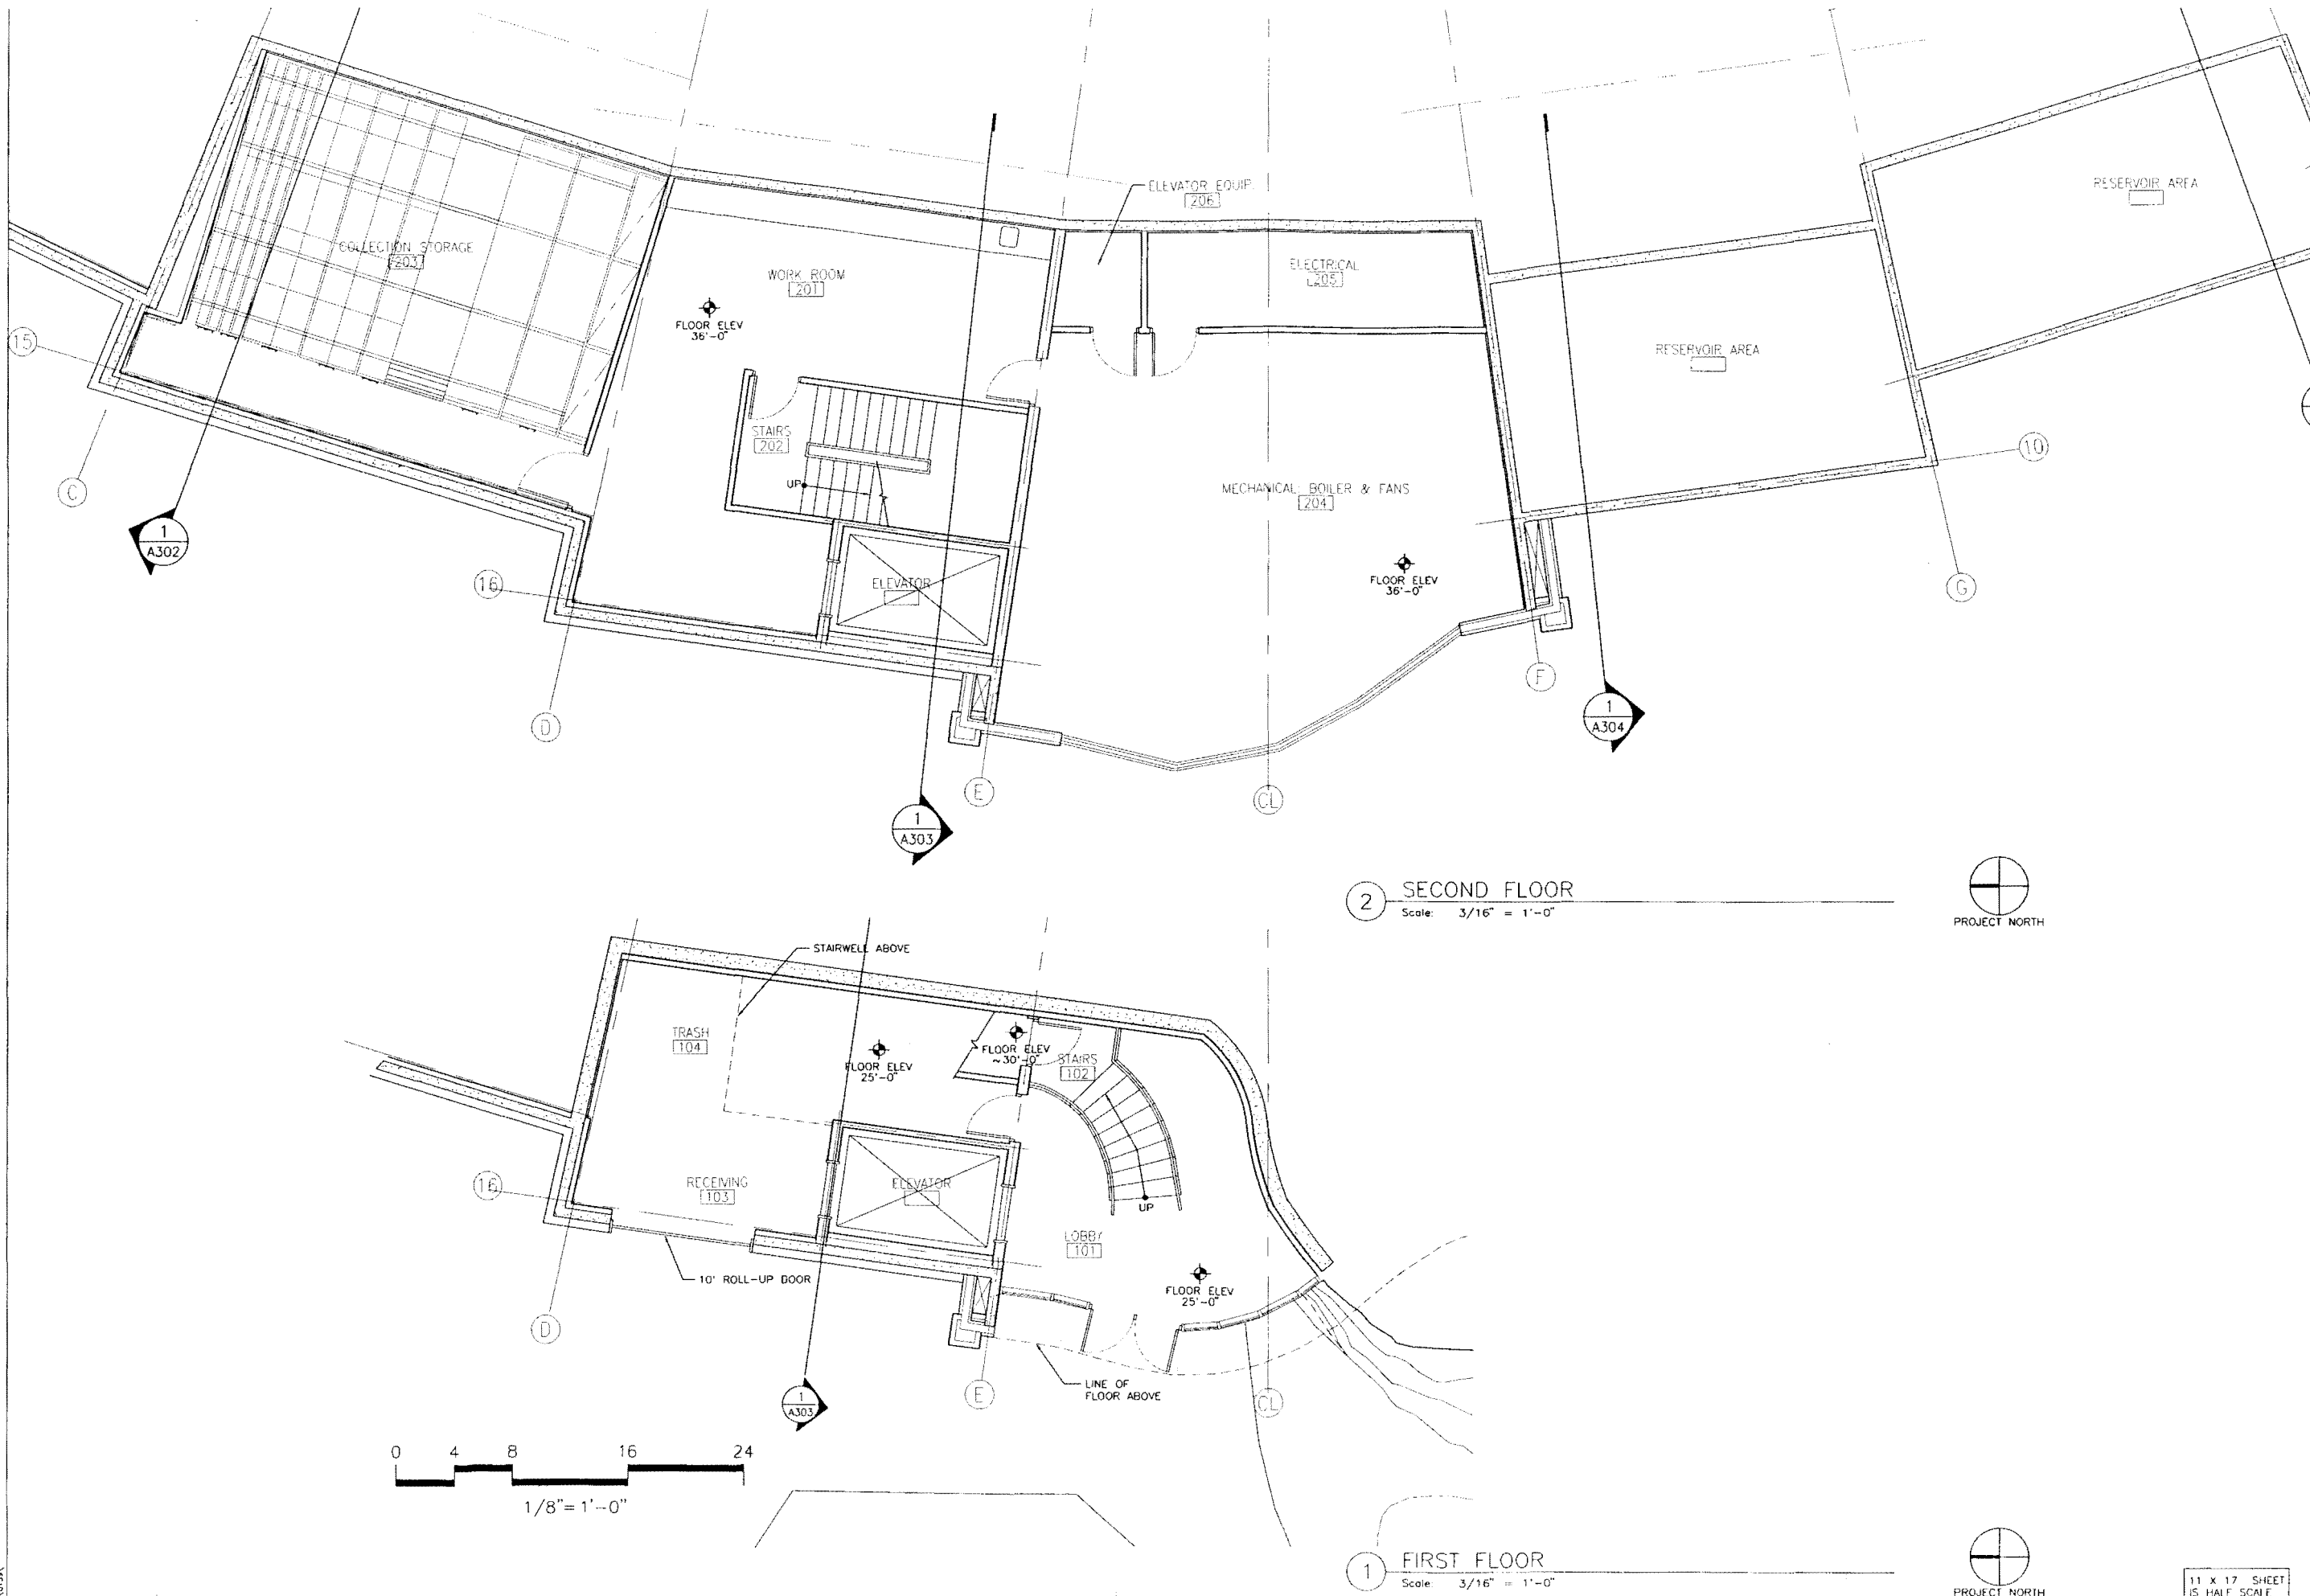 ELEVATOR EQUIP.
206
RESERVOIR AREA
COLLECTION STORAGE
203
WORK ROOM
201
ELECTRICAL
205
FLOOR ELEV
36'-0"
15
RESERVOIR AREA
STAIRS
202
UP
10
C
MECHANICAL: BOILER & FANS
204
1
A302
16
ELEVATOR
FLOOR ELEV
36'-0"
G
F
D
1
A304
E
CL
1
A303
2
SECOND FLOOR
Scale: 3/16" = 1'-0"
PROJECT NORTH
STAIRWELL ABOVE
TRASH
104
FLOOR ELEV
25'-0"
FLOOR ELEV
~30'-0"
STAIRS
102
16
RECEIVING
103
ELEVATOR
UP
LOBBY
101
10' ROLL-UP DOOR
FLOOR ELEV
25'-0"
D
LINE OF
FLOOR ABOVE
E
CL
1
A303
0 4 8 16 24
1/8"= 1'-0"
1
FIRST FLOOR
Scale: 3/16" = 1'-0"
PROJECT NORTH
11 X 17 SHEET
IS HALF SCALE